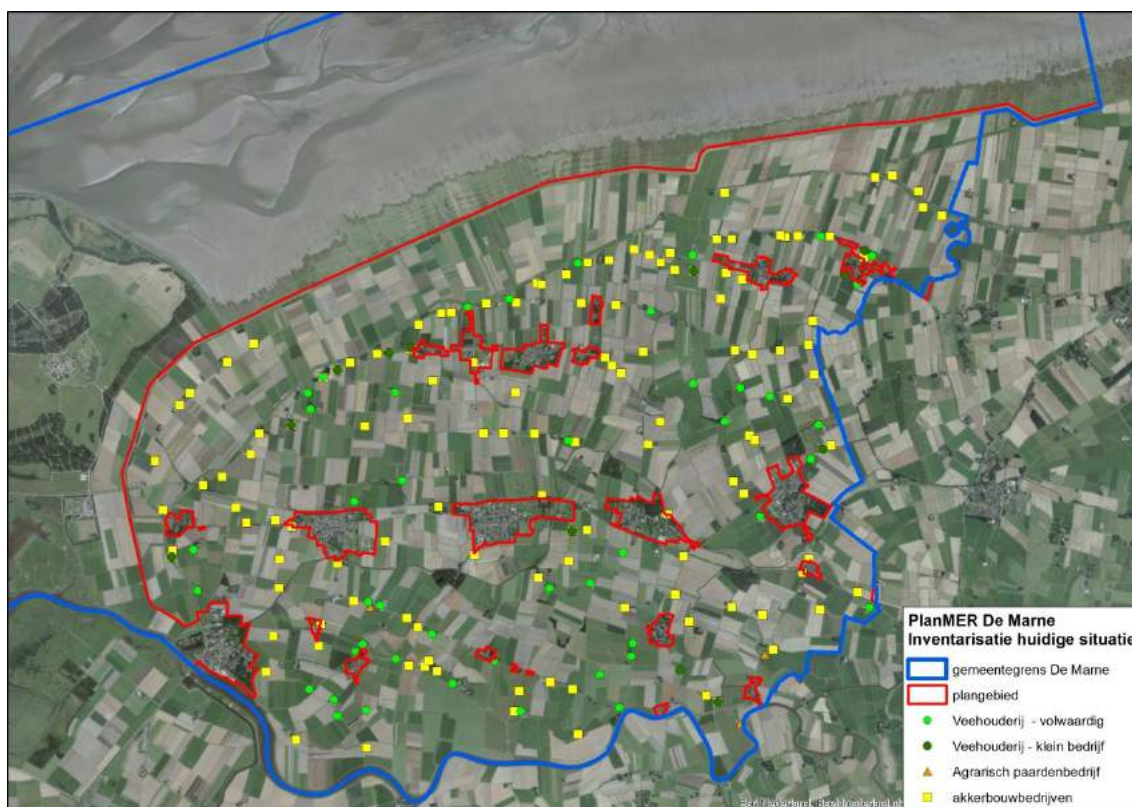 PlanMER De Marne
Inventarisatie huidige situatie
gemeentegrens De Marne
plangebied
Veehouderij - volwaardig
Veehouderij - klein bedrijf
Agrarisch paardenbedrijf
akkerbouwbedrijven